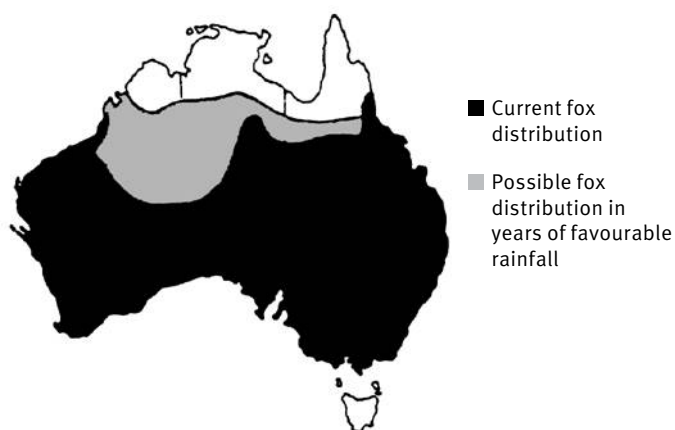 Current fox
distribution
Possible fox
distribution in
years of favourable
rainfall